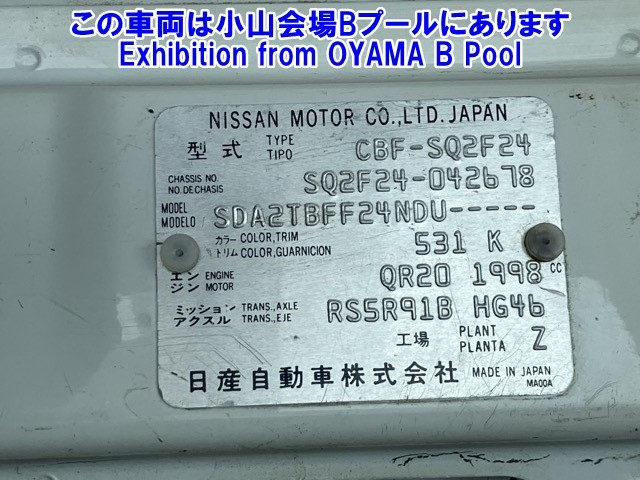 この車両は小山会場Bプールにあります
Exhibition from OYAMA B Pool
NISSAN MOTOR CO.,LTD.JAPAN
型式 TYPE TIPO CBF-SQ2F24
CHASSIS NO. NO.DE CHASIS SQ2F24-042678
MODEL MODELO SDA2TBFF24NDU-----
カラー COLOR,TRIM トリム COLOR,GUARNICION 531 K
エンジン ENGINE MOTOR QR20 1998 CC
ミッション TRANS.,AXLE アクスル TRANS.,EJE RS5R91B HG46
工場 PLANT PLANTA Z
日産自動車株式会社 MADE IN JAPAN
MA00A